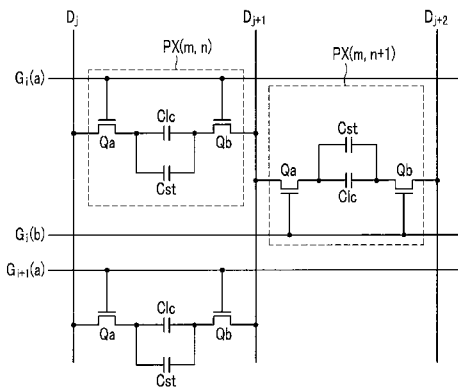 Dj Dj+1 Dj+2
PX(m, n) PX(m, n+1)
Gi(a)
Clc Cst
Qa Qb Qa Qb
Cst Clc
Gi(b)
Gi+1(a)
Clc
Qa Qb
Cst